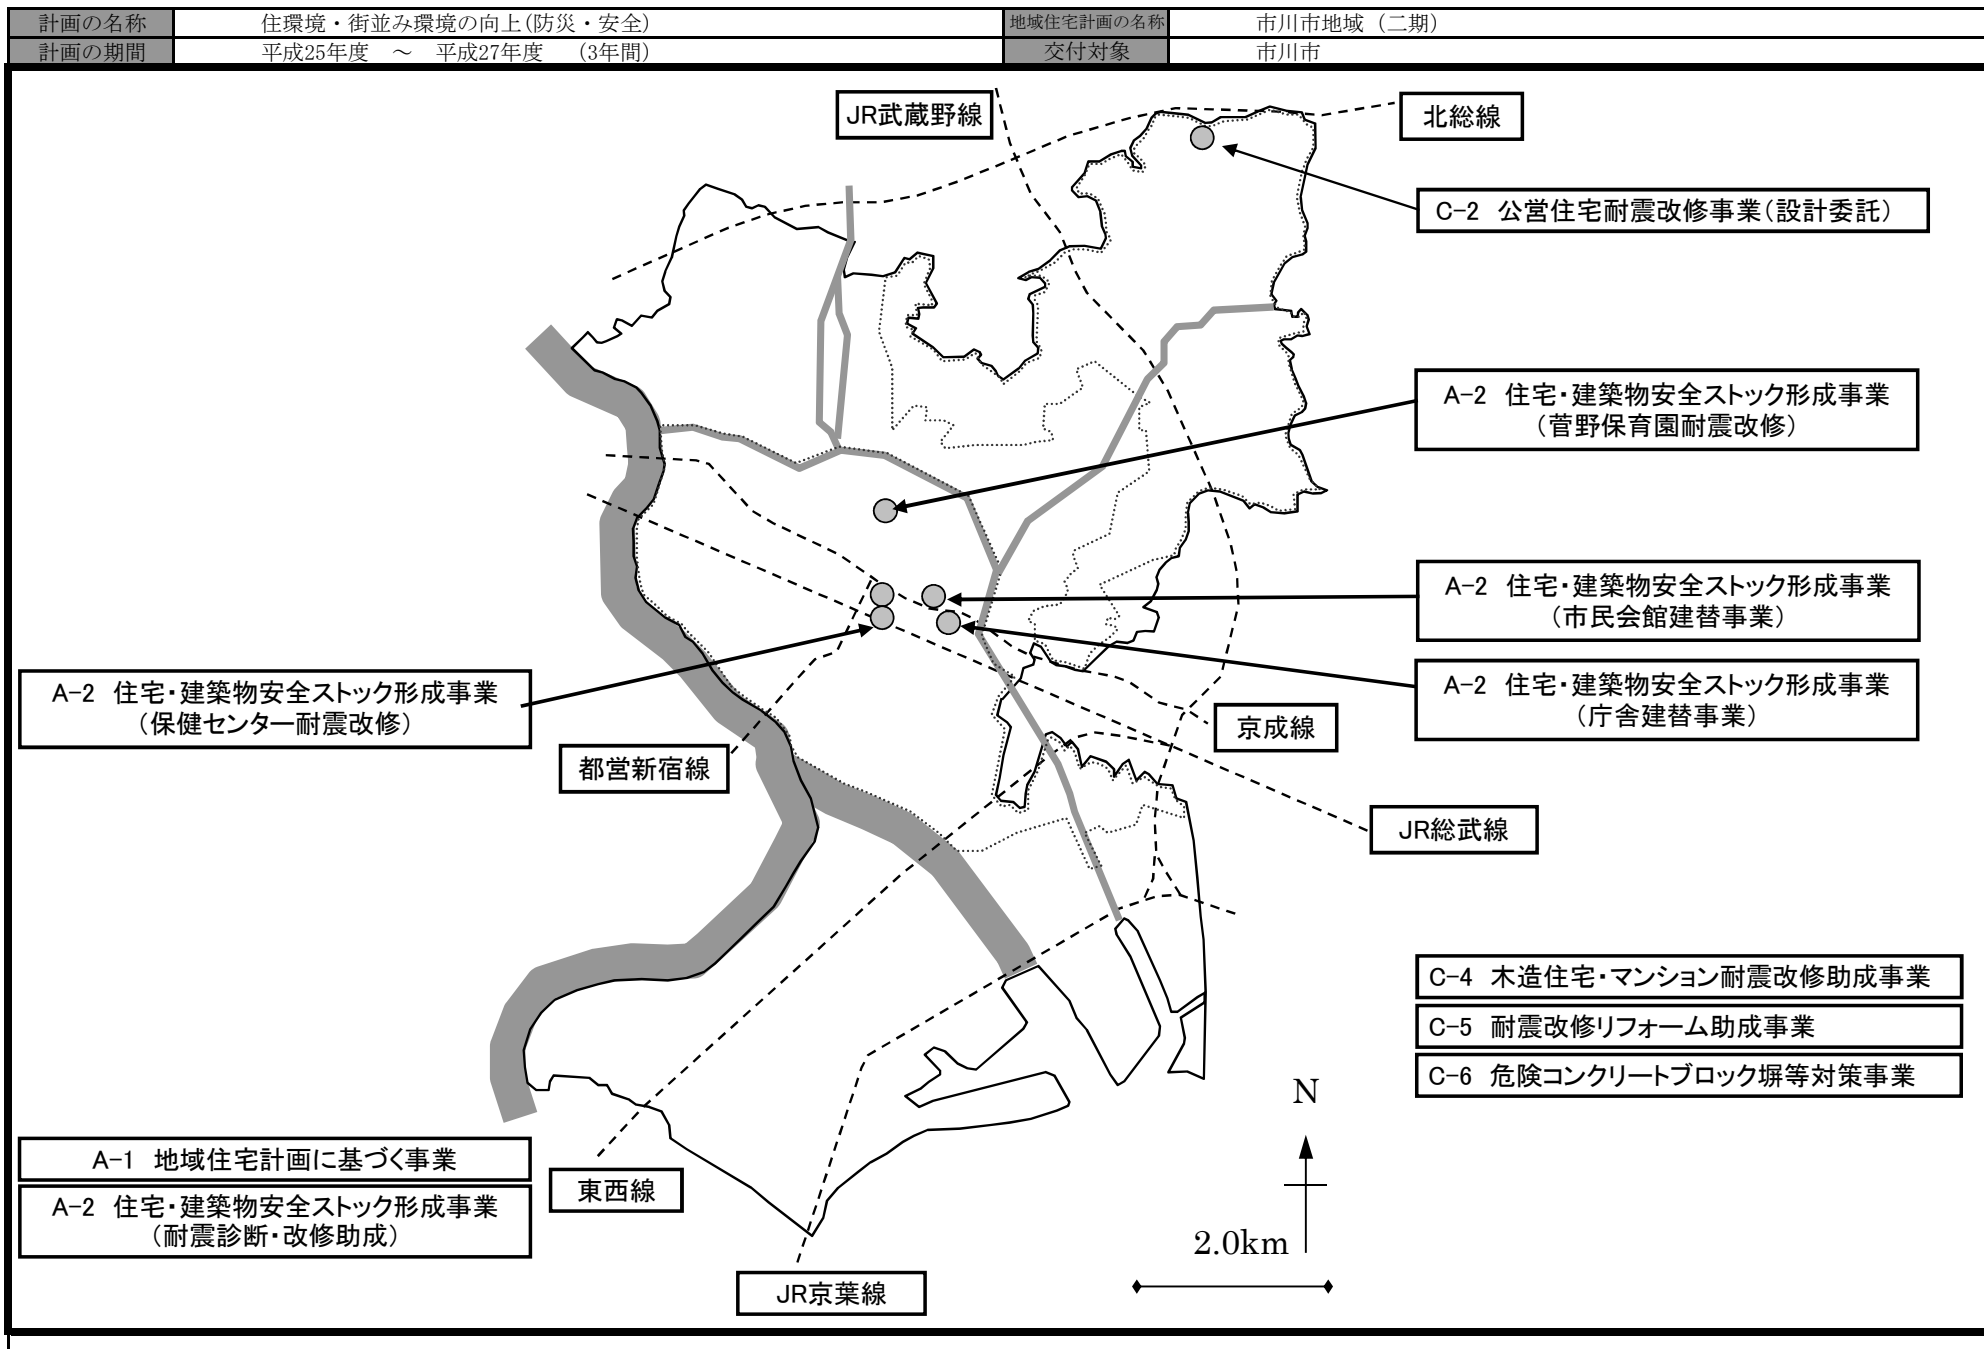 計画の名称 住環境・街並み環境の向上(防災・安全) 地域住宅計画の名称 市川市地域（二期）
計画の期間 平成25年度 ～ 平成27年度 （3年間） 交付対象 市川市
JR武蔵野線
北総線
C-2 公営住宅耐震改修事業（設計委託）
A-2 住宅・建築物安全ストック形成事業
（菅野保育園耐震改修）
A-2 住宅・建築物安全ストック形成事業
（市民会館建替事業）
A-2 住宅・建築物安全ストック形成事業
（庁舎建替事業）
A-2 住宅・建築物安全ストック形成事業
（保健センター耐震改修）
京成線
都営新宿線
JR総武線
C-4 木造住宅・マンション耐震改修助成事業
C-5 耐震改修リフォーム助成事業
C-6 危険コンクリートブロック塀等対策事業
N
A-1 地域住宅計画に基づく事業
A-2 住宅・建築物安全ストック形成事業
（耐震診断・改修助成）
東西線
2.0km
JR京葉線